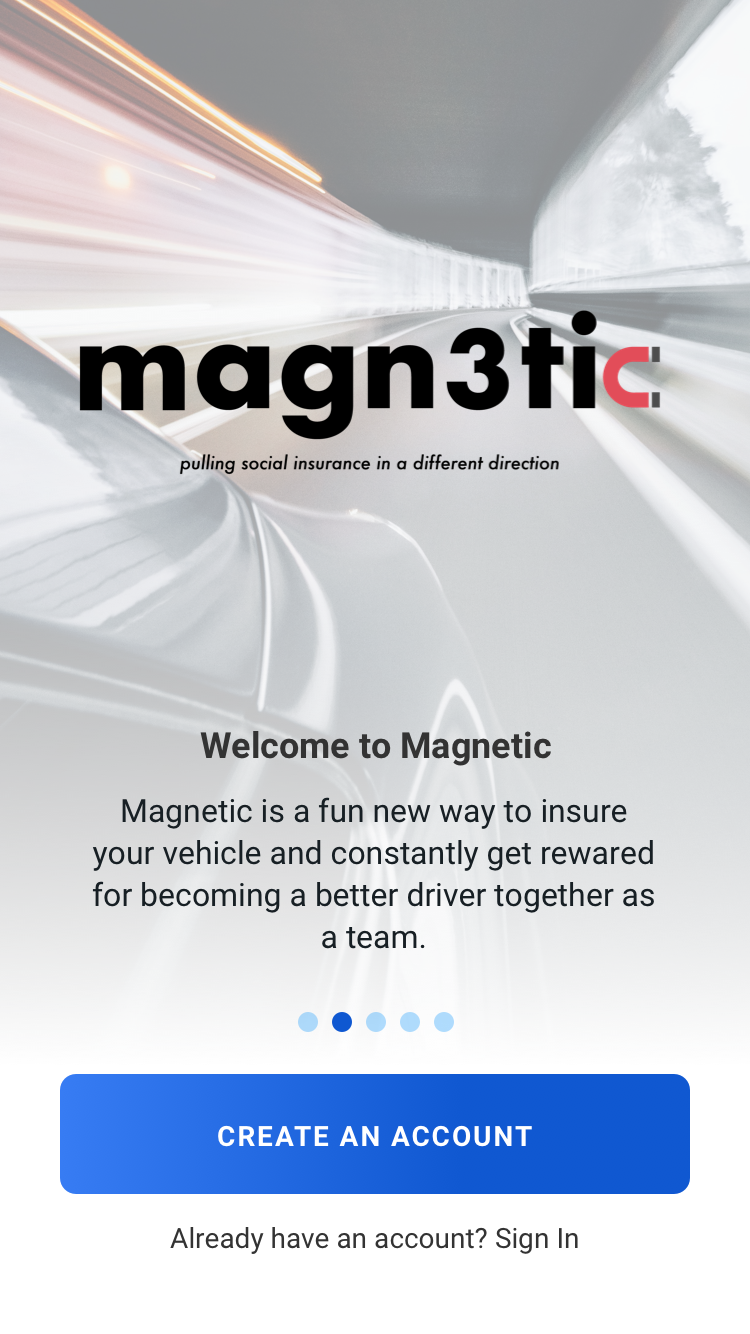 magn3tic
pulling social insurance in a different direction
Welcome to Magnetic
Magnetic is a fun new way to insure
your vehicle and constantly get rewared
for becoming a better driver together as
a team.
CREATE AN ACCOUNT
Already have an account? Sign In